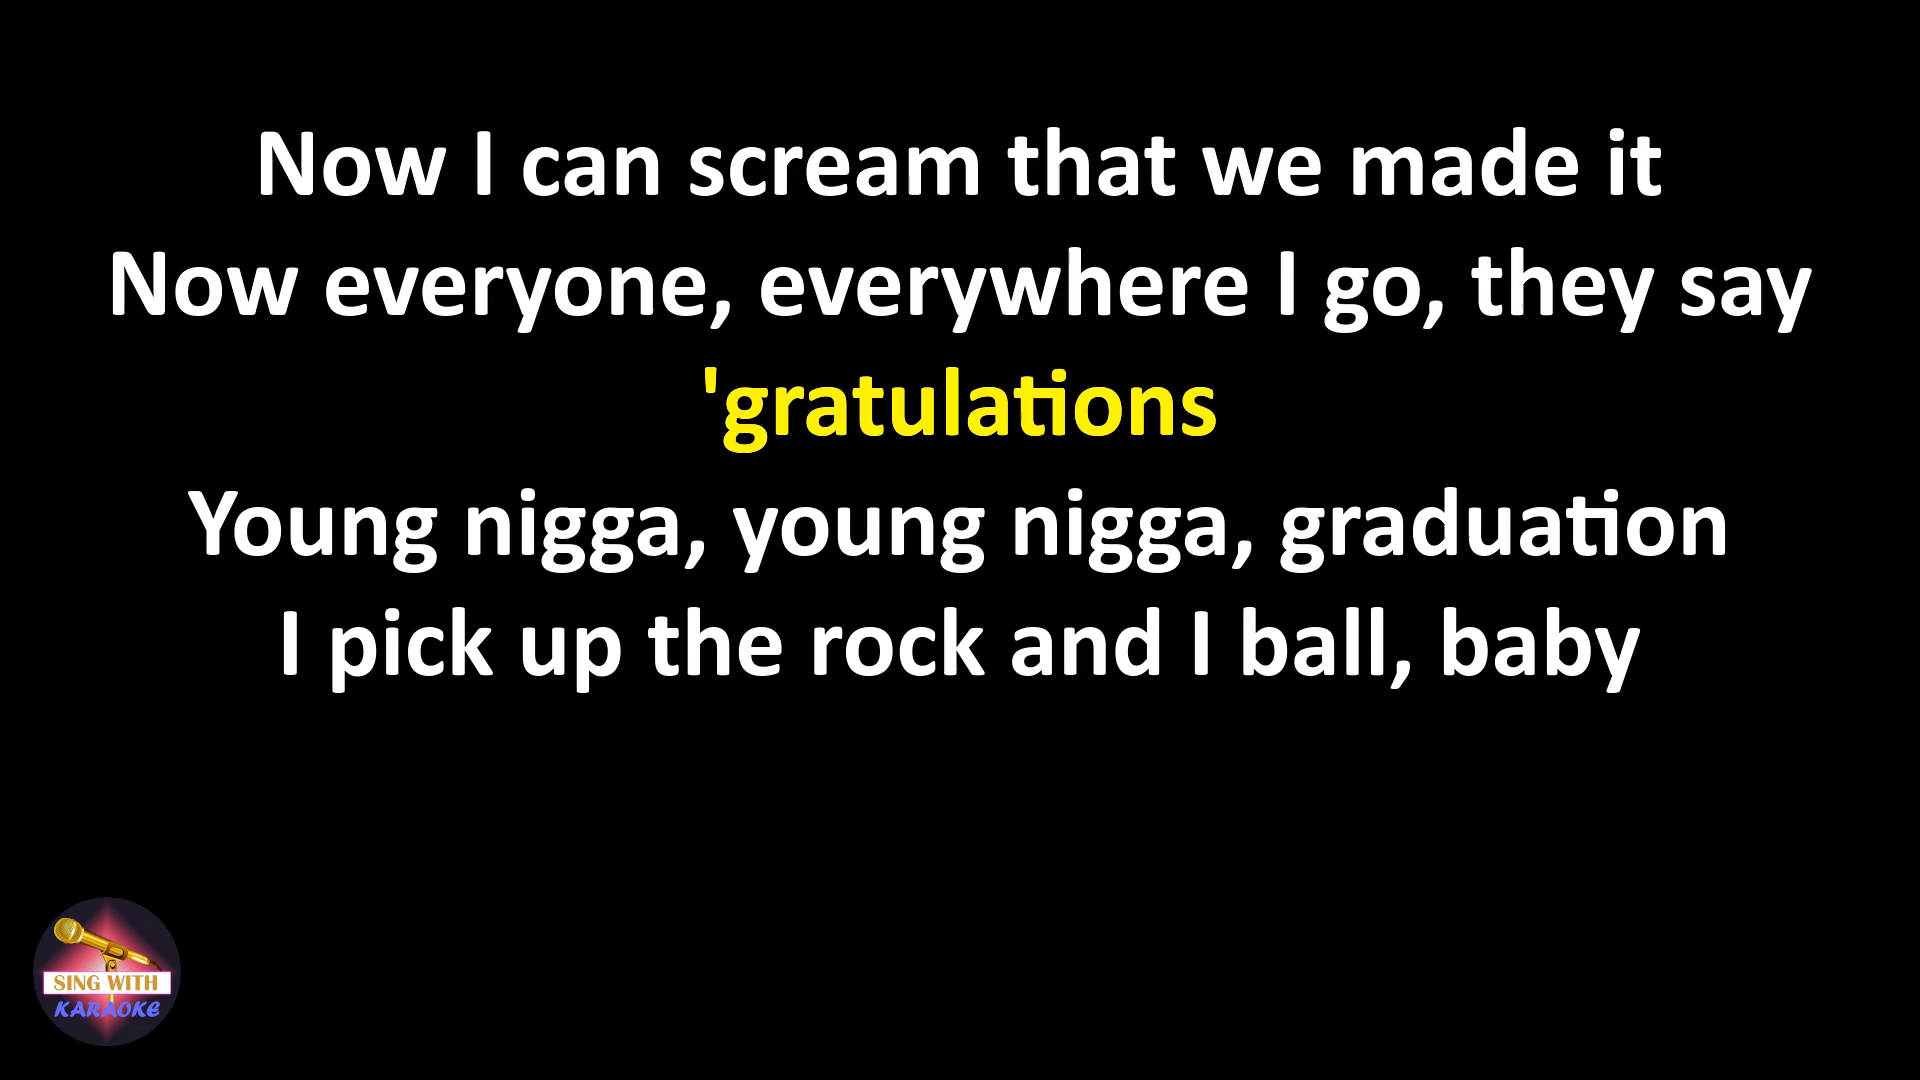 Now I can scream that we made it
Now everyone, everywhere I go, they say
'gratulations
Young nigga, young nigga, graduation
I pick up the rock and I ball, baby
SING WITH
KARAOKE